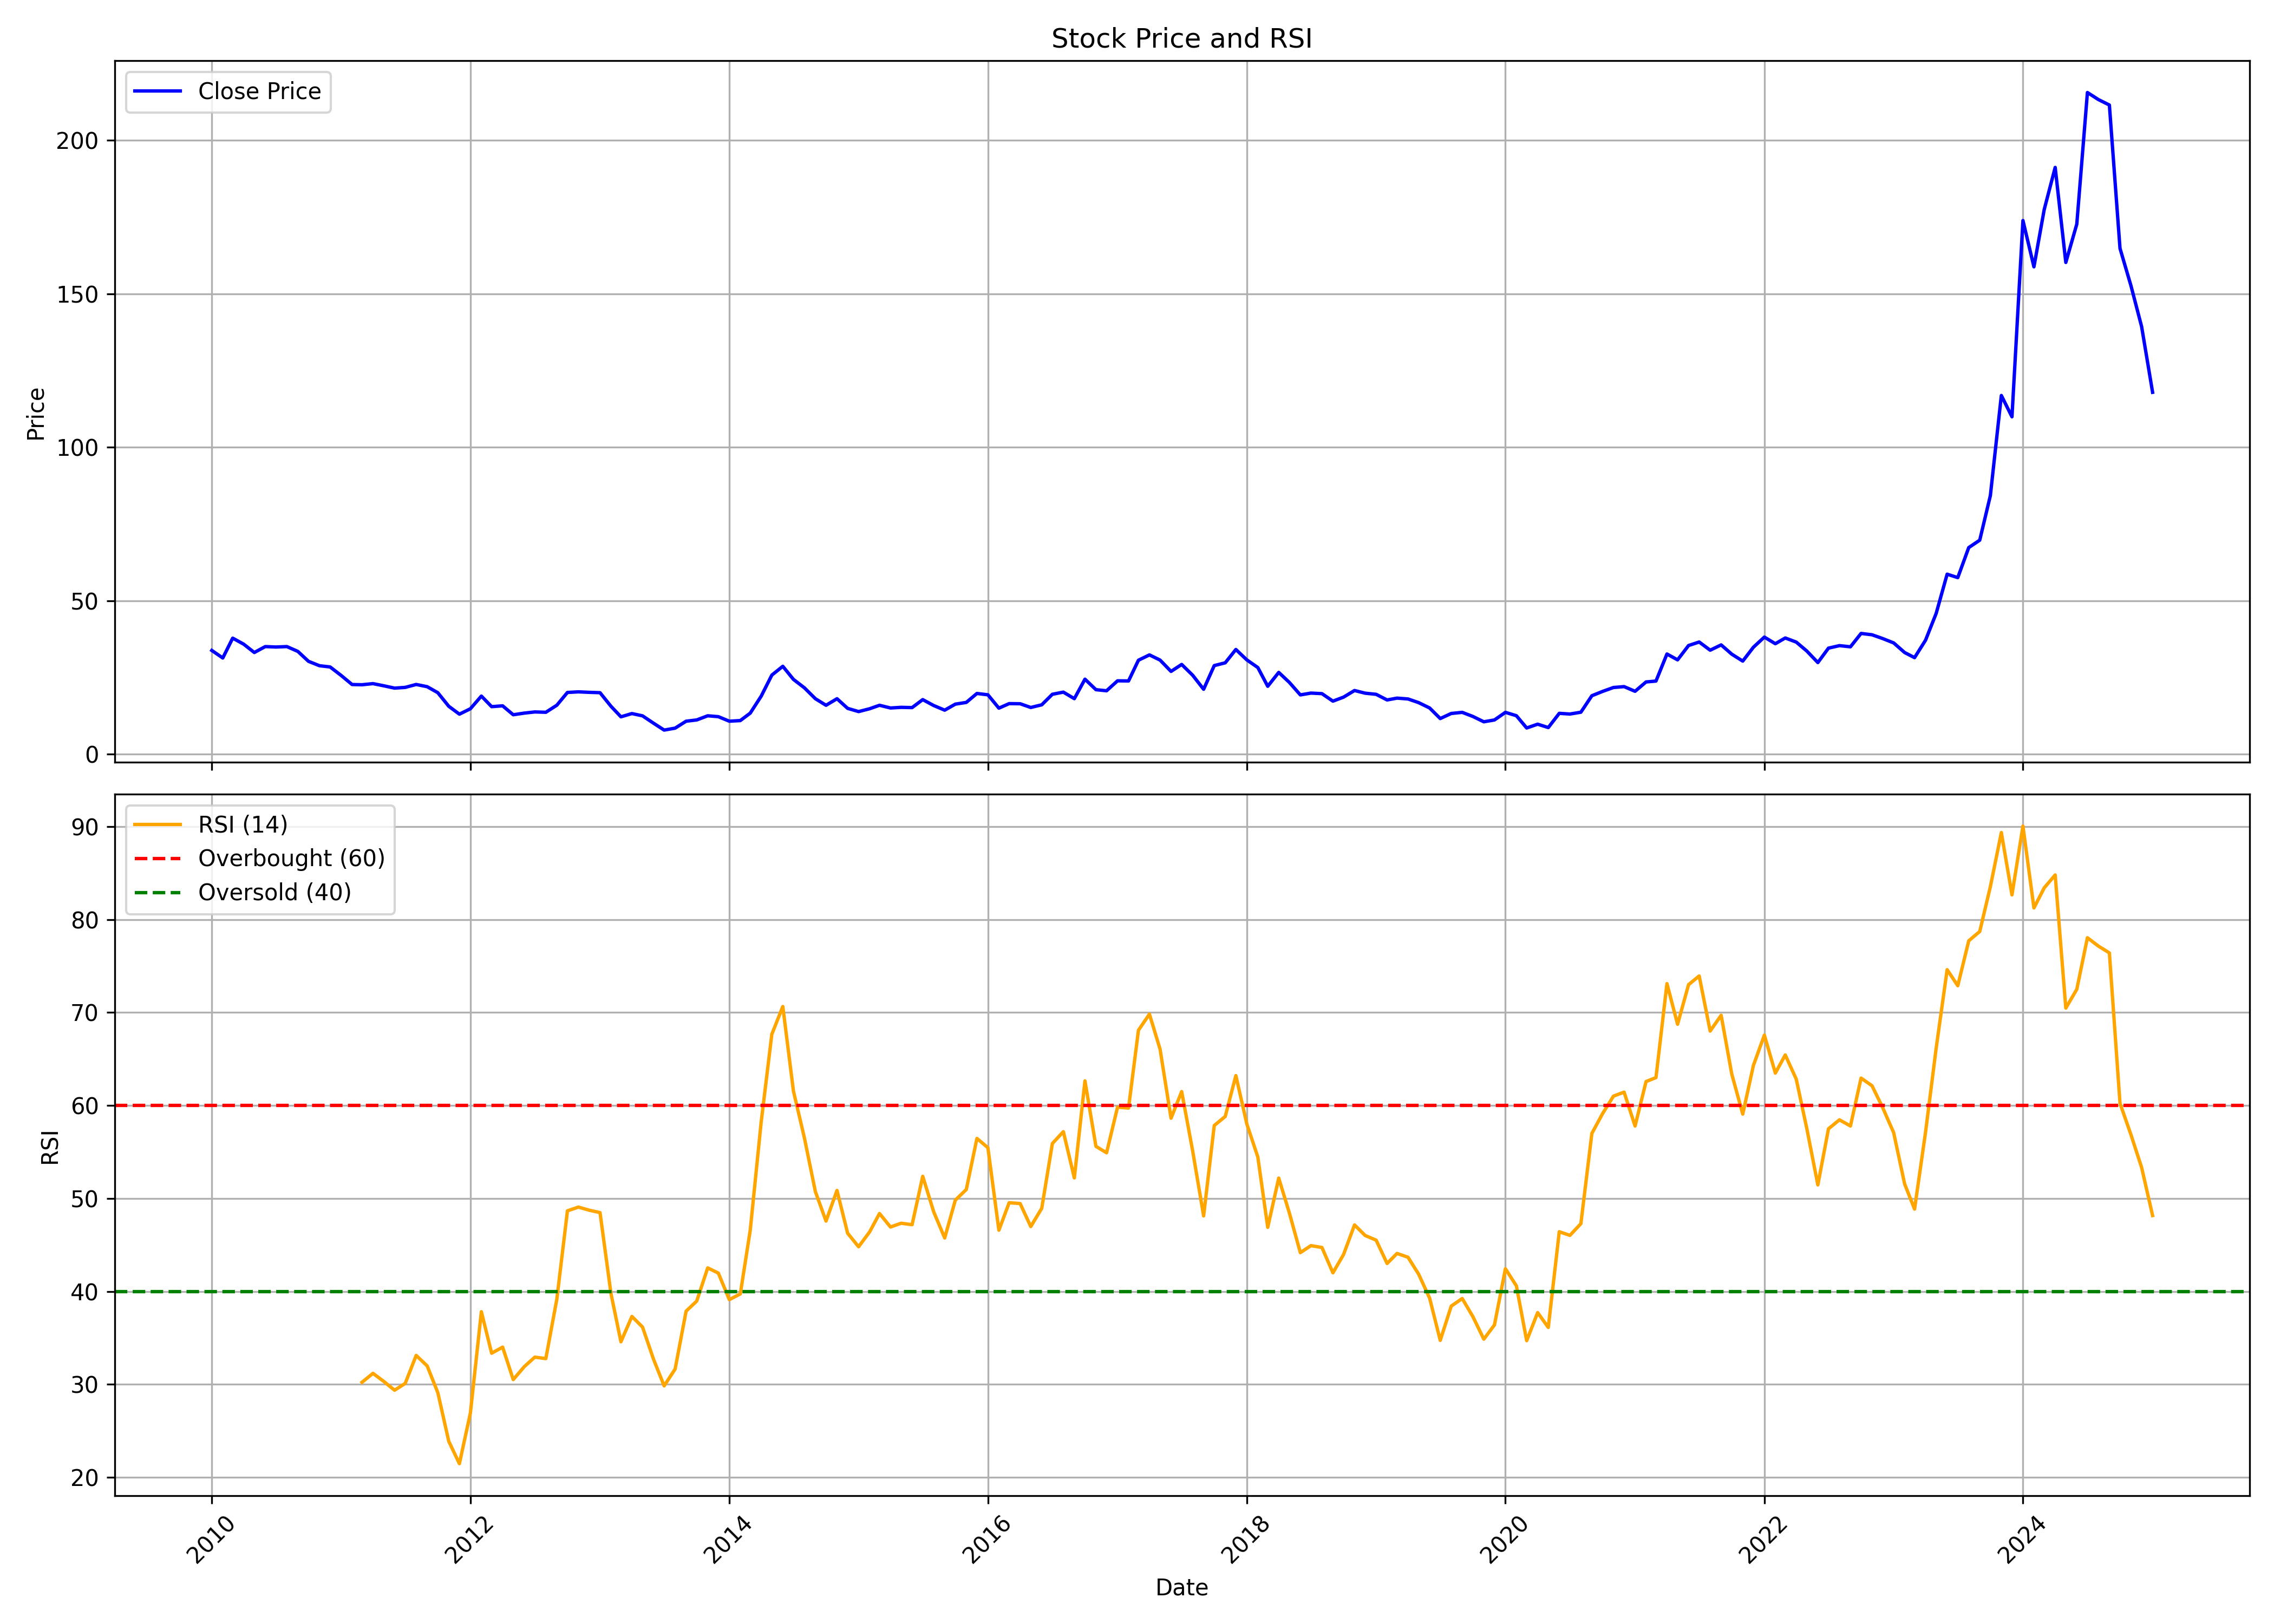 Stock Price and RSI
Close Price
200
150
100
50
0
Price
RSI (14)
Overbought (60)
Oversold (40)
90
80
70
60
50
40
30
20
RSI
2010
2012
2014
2016
2018
2020
2022
2024
Date